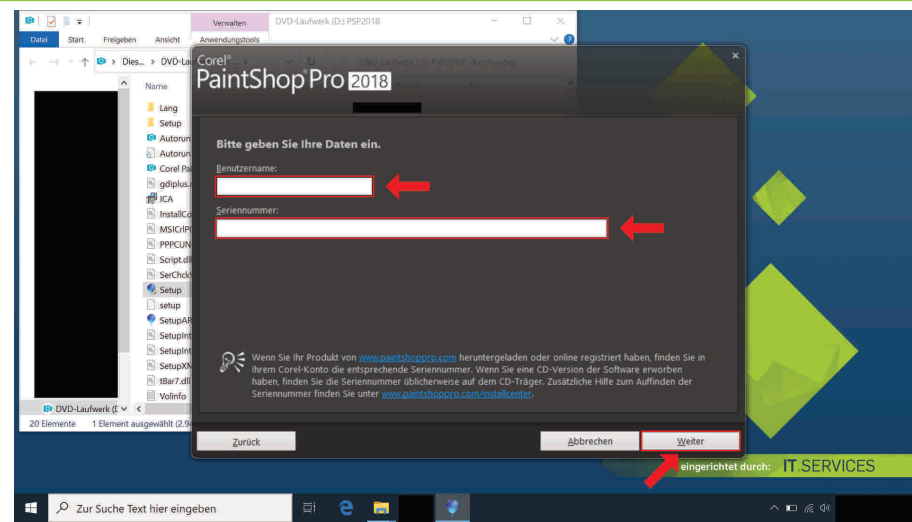 Verwalten
DVD-Laufwerk (D:) PSP2018
Datei Start Freigeben Ansicht Anwendungstools
Dies... > DVD-Lau
Name
Lang
Setup
Autorun
Autorun
Corel Pai
gdiplus.
ICA
InstallCo
MSICrIPC
PPPCUN
Script.dl
SerChck
Setup
setup
SetupAR
SetupInt
SetupInt
SetupXM
tBar7.dll
Volinfo
DVD-Laufwerk (D
20 Elemente 1 Element ausgewählt (2,9
Corel®
PaintShop® Pro 2018
Bitte geben Sie Ihre Daten ein.
Benutzername:
Seriennummer:
Wenn Sie Ihr Produkt von www.paintshoppro.com heruntergeladen oder online registriert haben, finden Sie in
Ihrem Corel-Konto die entsprechende Seriennummer. Wenn Sie eine CD-Version der Software erworben
haben, finden Sie die Seriennummer üblicherweise auf dem CD-Träger. Zusätzliche Hilfe zum Auffinden der
Seriennummer finden Sie unter www.paintshoppro.com/installcenter.
Zurück
Abbrechen
Weiter
eingerichtet durch: IT.SERVICES
Zur Suche Text hier eingeben